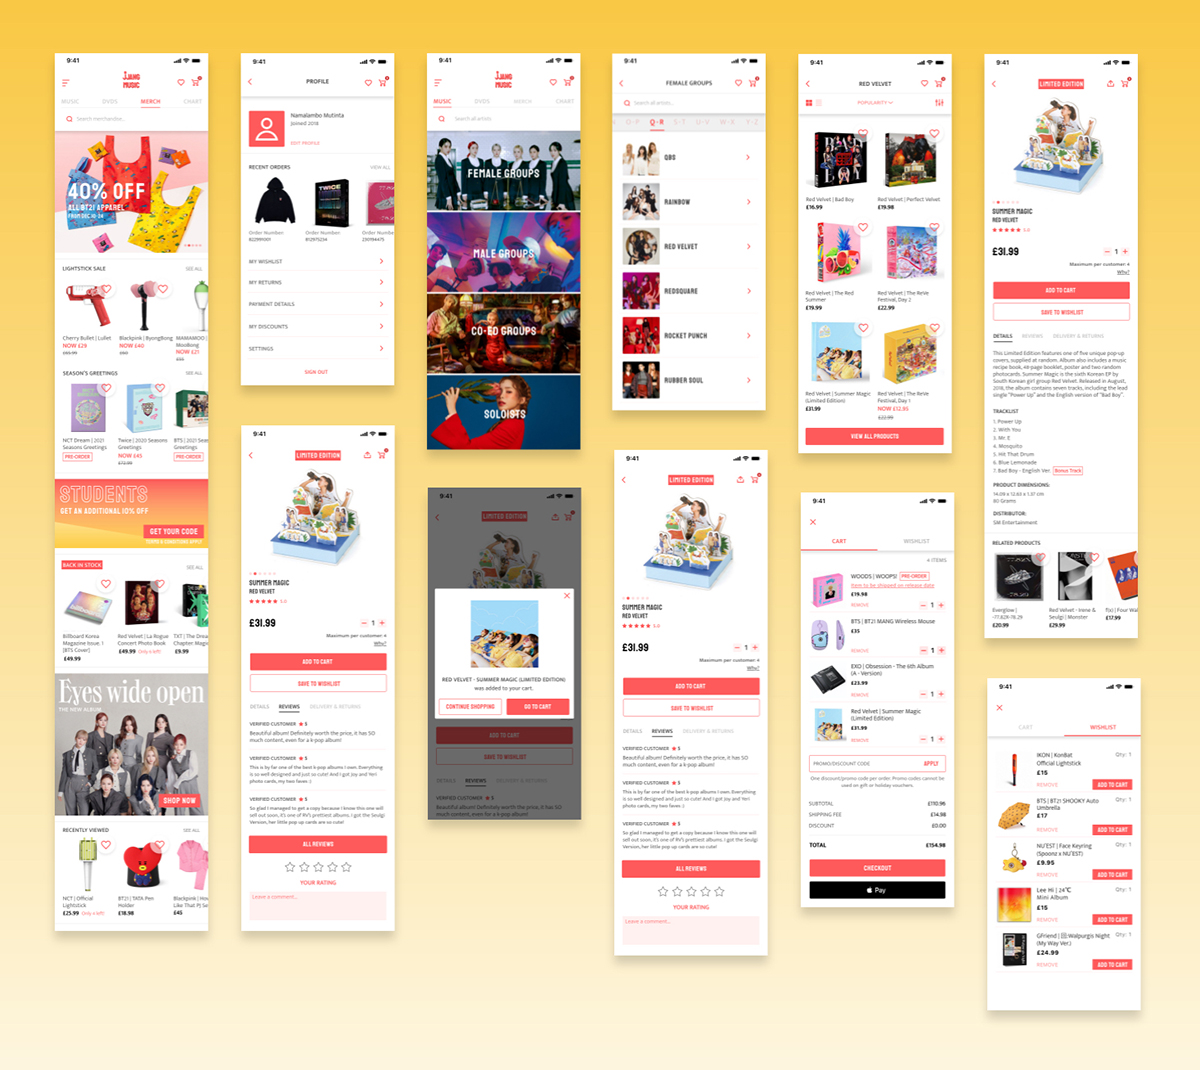 9:41
JJANG
MUSIC
MUSIC DVDS MERCH CHART
Search merchandise...
40% OFF
ALL BT21 APPAREL
FROM DEC 10-24
LIGHTSTICK SALE SEE ALL
Cherry Bullet | Lullet
NOW £29
Blackpink | ByongBong
NOW £40
£50
MAMAMOO |
Moobong
NOW £21
SEASON'S GREETINGS
NCT Dream | 2021
Seasons Greetings
PRE-ORDER
Twice | 2020 Seasons
Greetings
NOW £45
BTS | 2021
Seasons Greetings
PRE-ORDER
STUDENTS
GET AN ADDITIONAL 10% OFF
GET YOUR CODE
TERMS & CONDITIONS APPLY
BACK IN STOCK SEE ALL
Billboard Korea
Magazine Issue. 1
[BTS Cover]
£49.99
Red Velvet | La Rogue
Concert Photo Book
£49.99 Only 4 left!
TXT | The Drea
Chapter: Magic
£9.99
Eyes wide open
THE NEW ALBUM
SHOP NOW
RECENTLY VIEWED SEE ALL
NCT | Official
Lightstick
£25.99 Only 4 left!
BT21 | TATA Pen
Holder
£18.98
Blackpink | How
Like That PJ Se
£45
9:41
PROFILE
Namalambo Mutinta
Joined 2018
EDIT PROFILE
RECENT ORDERS VIEW ALL
TWICE
Order Number
822991001
Order Number
812975234
Order Number
230194475
MY WISHLIST
MY RETURNS
PAYMENT DETAILS
MY DISCOUNTS
SETTINGS
SIGN OUT
9:41
LIMITED EDITION
SUMMER MAGIC
RED VELVET
5.0
£31.99
1
Maximum per customer: 4
Why?
ADD TO CART
SAVE TO WISHLIST
DETAILS REVIEWS DELIVERY & RETURNS
VERIFIED CUSTOMER 5
Beautiful album! Definitely worth the price, it has SO
much content, even for a k-pop album!
VERIFIED CUSTOMER 5
This is by far one of the best k-pop albums I own. Everything
is so well designed and just so cute! And I got Joy and Yeri
photo cards, my two faves :)
VERIFIED CUSTOMER 5
So glad I managed to get a copy because I know this one will
sell out soon, it's one of RV's prettiest albums. I got the Seulgi
Version, her little pop up cards are so cute!
ALL REVIEWS
YOUR RATING
Leave a comment...
9:41
JJANG
MUSIC
MUSIC DVDS MERCH CHART
Search all artists
FEMALE GROUPS
MALE GROUPS
CO-ED GROUPS
SOLOISTS
9:41
LIMITED EDITION
RED VELVET - SUMMER MAGIC (LIMITED EDITION)
was added to your cart.
CONTINUE SHOPPING GO TO CART
ADD TO CART
SAVE TO WISHLIST
DETAILS REVIEWS DELIVERY & RETURNS
VERIFIED CUSTOMER 5
Beautiful album! Definitely worth the price, it has SO
much content, even for a k-pop album!
9:41
FEMALE GROUPS
Search all artists...
O-P Q-R S-T U-V W-X Y-Z
QBS
RAINBOW
RED VELVET
REDSQUARE
ROCKET PUNCH
RUBBER SOUL
9:41
LIMITED EDITION
SUMMER MAGIC
RED VELVET
5.0
£31.99
1
Maximum per customer: 4
Why?
ADD TO CART
SAVE TO WISHLIST
DETAILS REVIEWS DELIVERY & RETURNS
VERIFIED CUSTOMER 5
Beautiful album! Definitely worth the price, it has SO
much content, even for a k-pop album!
VERIFIED CUSTOMER 5
This is by far one of the best k-pop albums I own. Everything
is so well designed and just so cute! And I got Joy and Yeri
photo cards, my two faves :)
VERIFIED CUSTOMER 5
So glad I managed to get a copy because I know this one will
sell out soon, it's one of RV's prettiest albums. I got the Seulgi
Version, her little pop up cards are so cute!
ALL REVIEWS
YOUR RATING
Leave a comment...
9:41
RED VELVET
POPULARITY
Red Velvet | Bad Boy
£16.99
Red Velvet | Perfect Velvet
£19.98
Red Velvet | The Red
Summer
£19.99
Red Velvet | The ReVe
Festival, Day 2
£22.99
Red Velvet | Summer Magic
(Limited Edition)
£31.99
Red Velvet | The ReVe
Festival, Day 1
NOW £12.95
£22.99
VIEW ALL PRODUCTS
9:41
CART WISHLIST
4 ITEMS
WOODS | WOOPS! PRE-ORDER
Item to be shipped on release date
£19.98
REMOVE 1
BTS | BT21 MANG Wireless Mouse
£35
REMOVE 1
EXO | Obsession - The 6th Album
(A - Version)
£23.99
REMOVE 1
Red Velvet | Summer Magic
(Limited Edition)
£31.99
REMOVE 1
PROMO/DISCOUNT CODE APPLY
One discount/promo code per order. Promo codes cannot be
used on gift or holiday vouchers.
SUBTOTAL £110.96
SHIPPING FEE £14.98
DISCOUNT £0.00
TOTAL £154.98
CHECKOUT
Pay
9:41
LIMITED EDITION
SUMMER MAGIC
RED VELVET
5.0
£31.99
1
Maximum per customer: 4
Why?
ADD TO CART
SAVE TO WISHLIST
DETAILS REVIEWS DELIVERY & RETURNS
This Limited Edition features one of five unique pop-up
covers, supplied at random. Album also includes a music
recipe book, 48-page booklet, poster and two random
photocards. Summer Magic is the sixth Korean EP by
South Korean girl group Red Velvet. Released in August,
2018, the album contains seven tracks, including the lead
single "Power Up" and the English version of "Bad Boy".
TRACKLIST
1. Power Up
2. With You
3. Mr. E
4. Mosquito
5. Hit That Drum
6. Blue Lemonade
7. Bad Boy - English Ver. Bonus Track
PRODUCT DIMENSIONS:
14.09 x 12.63 x 1.37 cm
80 Grams
DISTRIBUTOR:
SM Entertainment
RELATED PRODUCTS
Everglow |
-77.82X-78.29
£20.99
Red Velvet - Irene &
Seulgi | Monster
£29.99
f(x) | Four Wal
£19.99
9:41
CART WISHLIST
IKON | KonBat
Official Lightstick
Qty: 1
£15
REMOVE ADD TO CART
BTS | BT21 SHOOKY Auto
Umbrella
Qty: 1
£17
REMOVE ADD TO CART
NU'EST | Face Keyring
(Spoonz x NU'EST)
Qty: 1
£9.95
REMOVE ADD TO CART
Lee Hi | 24℃
Mini Album
Qty: 1
£15
REMOVE ADD TO CART
Gfriend | 回:Walpurgis Night
(My Way Ver.)
Qty: 1
£24.99
REMOVE ADD TO CART